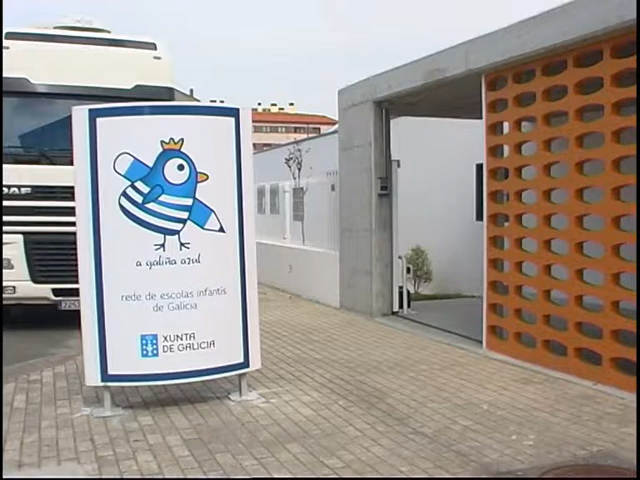 a galiña azul
rede de escolas infantís
de Galicia
XUNTA
DE GALICIA
DAF